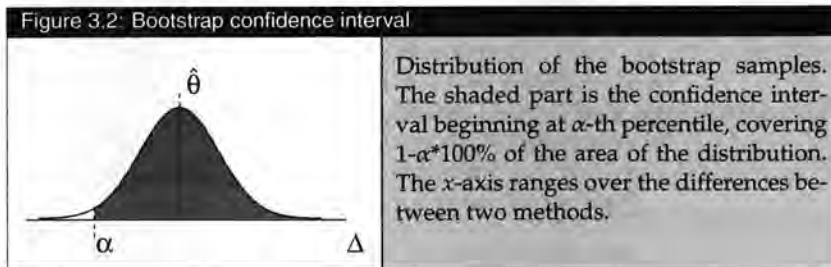 Figure 3.2: Bootstrap confidence interval
θ̂
α
Δ
Distribution of the bootstrap samples.
The shaded part is the confidence inter-
val beginning at α-th percentile, covering
1-α*100% of the area of the distribution.
The x-axis ranges over the differences be-
tween two methods.